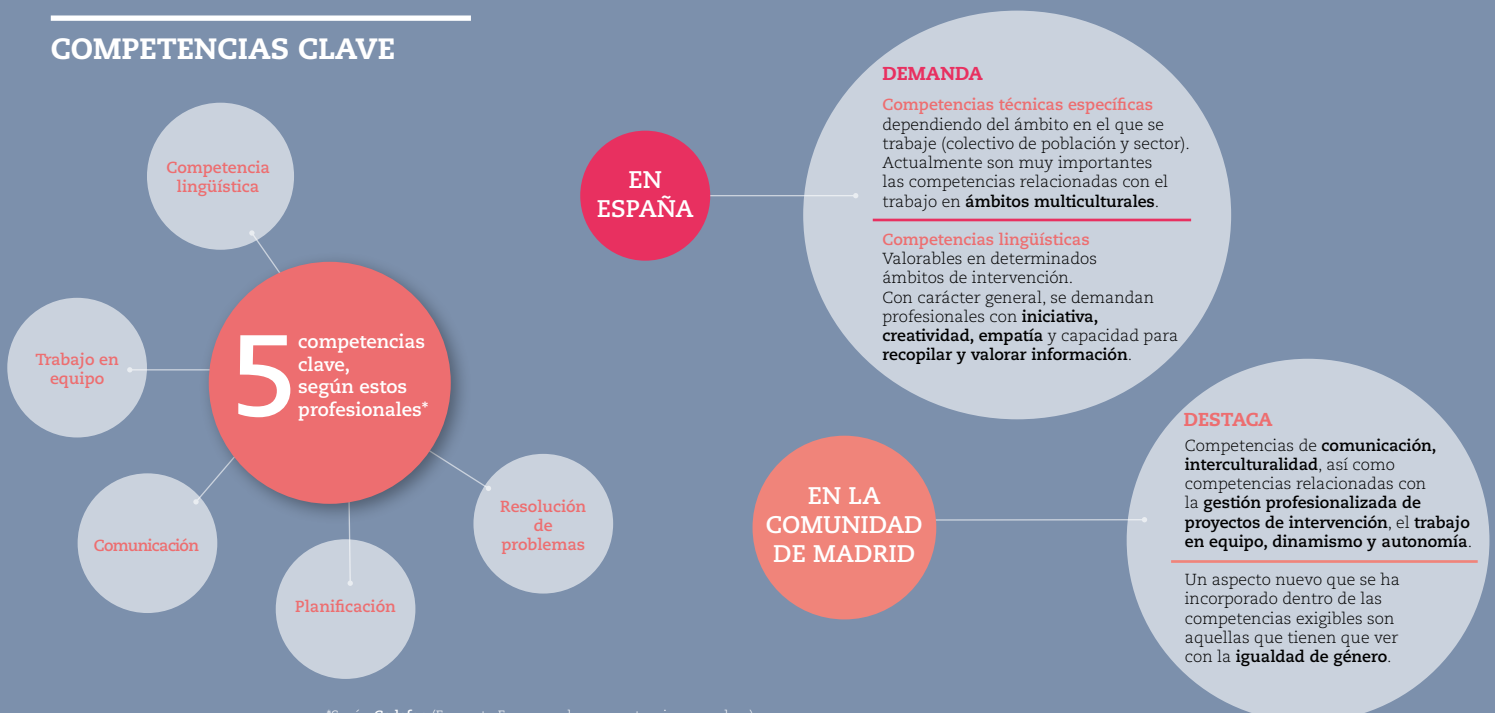 COMPETENCIAS CLAVE
Competencia
lingüística
Trabajo en
equipo
5
competencias
clave,
según estos
profesionales*
Comunicación
Planificación
Resolución
de
problemas
EN
ESPAÑA
DEMANDA
Competencias técnicas específicas
dependiendo del ámbito en el que se
trabaje (colectivo de población y sector).
Actualmente son muy importantes
las competencias relacionadas con el
trabajo en ámbitos multiculturales.
Competencias lingüísticas
Valorables en determinados
ámbitos de intervención.
Con carácter general, se demandan
profesionales con iniciativa,
creatividad, empatía y capacidad para
recopilar y valorar información.
EN LA
COMUNIDAD
DE MADRID
DESTACA
Competencias de comunicación,
interculturalidad, así como
competencias relacionadas con
la gestión profesionalizada de
proyectos de intervención, el trabajo
en equipo, dinamismo y autonomía.
Un aspecto nuevo que se ha
incorporado dentro de las
competencias exigibles son
aquellas que tienen que ver
con la igualdad de género.